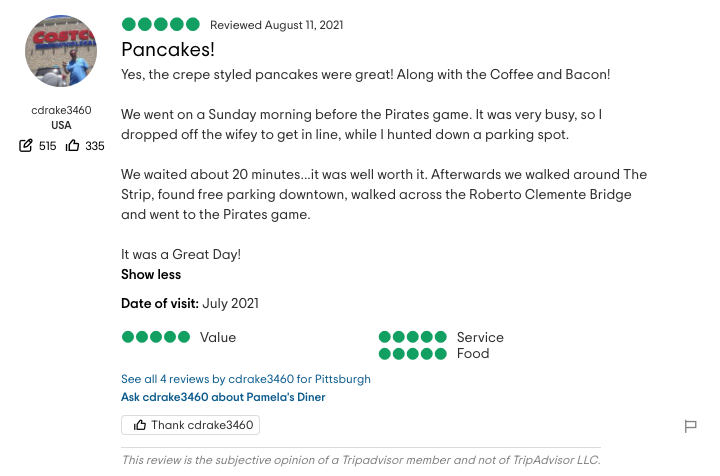 COSTCO
Reviewed August 11, 2021
Pancakes!
Yes, the crepe styled pancakes were great! Along with the Coffee and Bacon!
cdrake3460
USA
515 335
We went on a Sunday morning before the Pirates game. It was very busy, so I
dropped off the wifey to get in line, while I hunted down a parking spot.
We waited about 20 minutes...it was well worth it. Afterwards we walked around The
Strip, found free parking downtown, walked across the Roberto Clemente Bridge
and went to the Pirates game.
It was a Great Day!
Show less
Date of visit: July 2021
Value
Service
Food
See all 4 reviews by cdrake3460 for Pittsburgh
Ask cdrake3460 about Pamela's Diner
Thank cdrake3460
This review is the subjective opinion of a Tripadvisor member and not of TripAdvisor LLC.